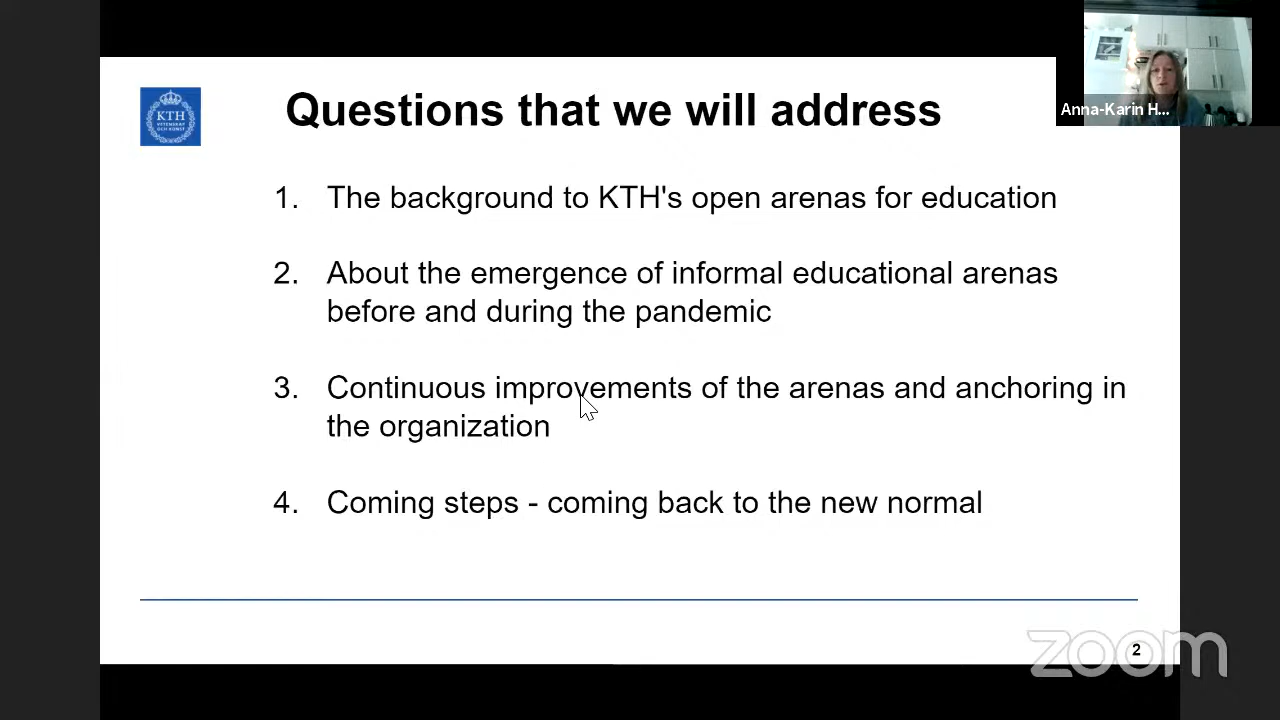 Questions that we will address
KTH
VETENSKAP
OCH KONST
Anna-Karin H...
1. The background to KTH's open arenas for education
2. About the emergence of informal educational arenas
before and during the pandemic
3. Continuous improvements of the arenas and anchoring in
the organization
4. Coming steps - coming back to the new normal
zoom
2